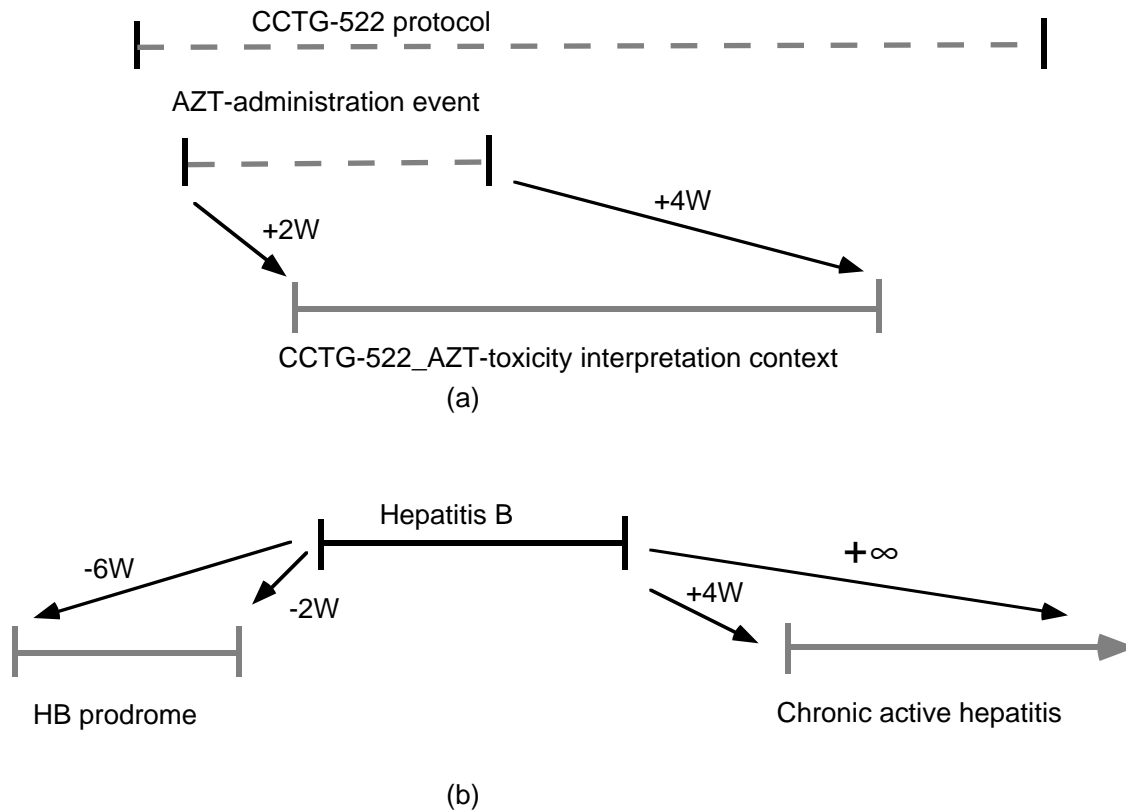 CCTG-522 protocol
AZT-administration event
+2W
+4W
CCTG-522_AZT-toxicity interpretation context
(a)
Hepatitis B
-6W
-2W
+4W
+∞
HB prodrome
Chronic active hepatitis
(b)